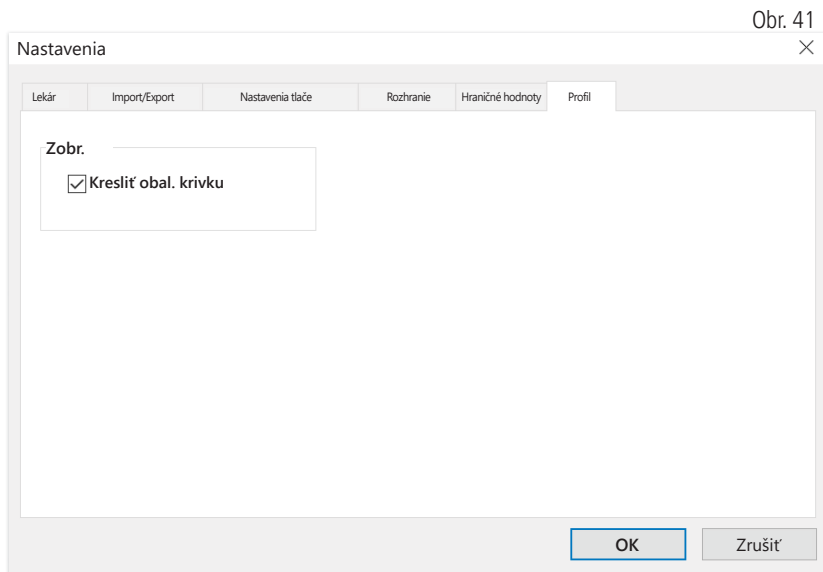 Obr. 41
Nastavenia
Lekár Import/Export Nastavenia tlače Rozhranie Hraničné hodnoty Profil
Zobr.
Kresliť obal. krivku
OK Zrušiť